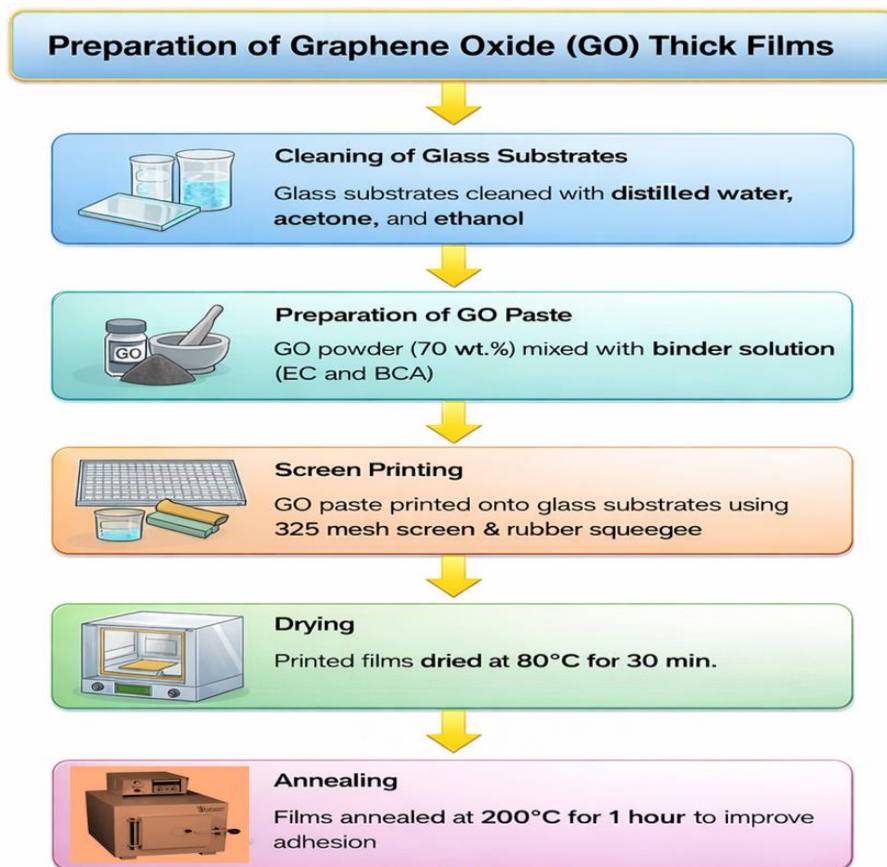 Preparation of Graphene Oxide (GO) Thick Films
Cleaning of Glass Substrates
Glass substrates cleaned with distilled water,
acetone, and ethanol
Preparation of GO Paste
GO
GO powder (70 wt.%) mixed with binder solution
(EC and BCA)
Screen Printing
GO paste printed onto glass substrates using
325 mesh screen & rubber squeegee
Drying
Printed films dried at 80°C for 30 min.
Annealing
Films annealed at 200°C for 1 hour to improve
adhesion